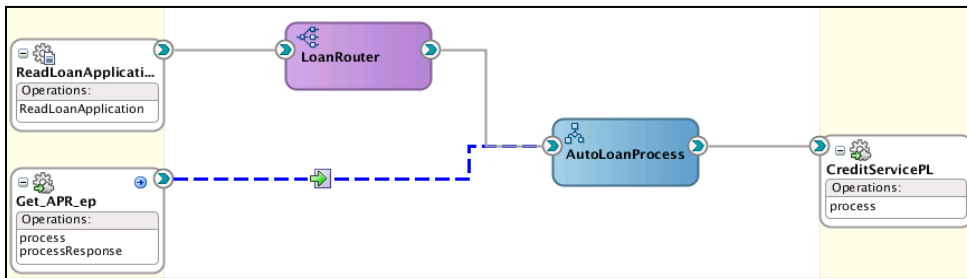 ReadLoanApplicati...
Operations:
ReadLoanApplication
LoanRouter
Get_APR_ep
Operations:
process
processResponse
AutoLoanProcess
CreditServicePL
Operations:
process